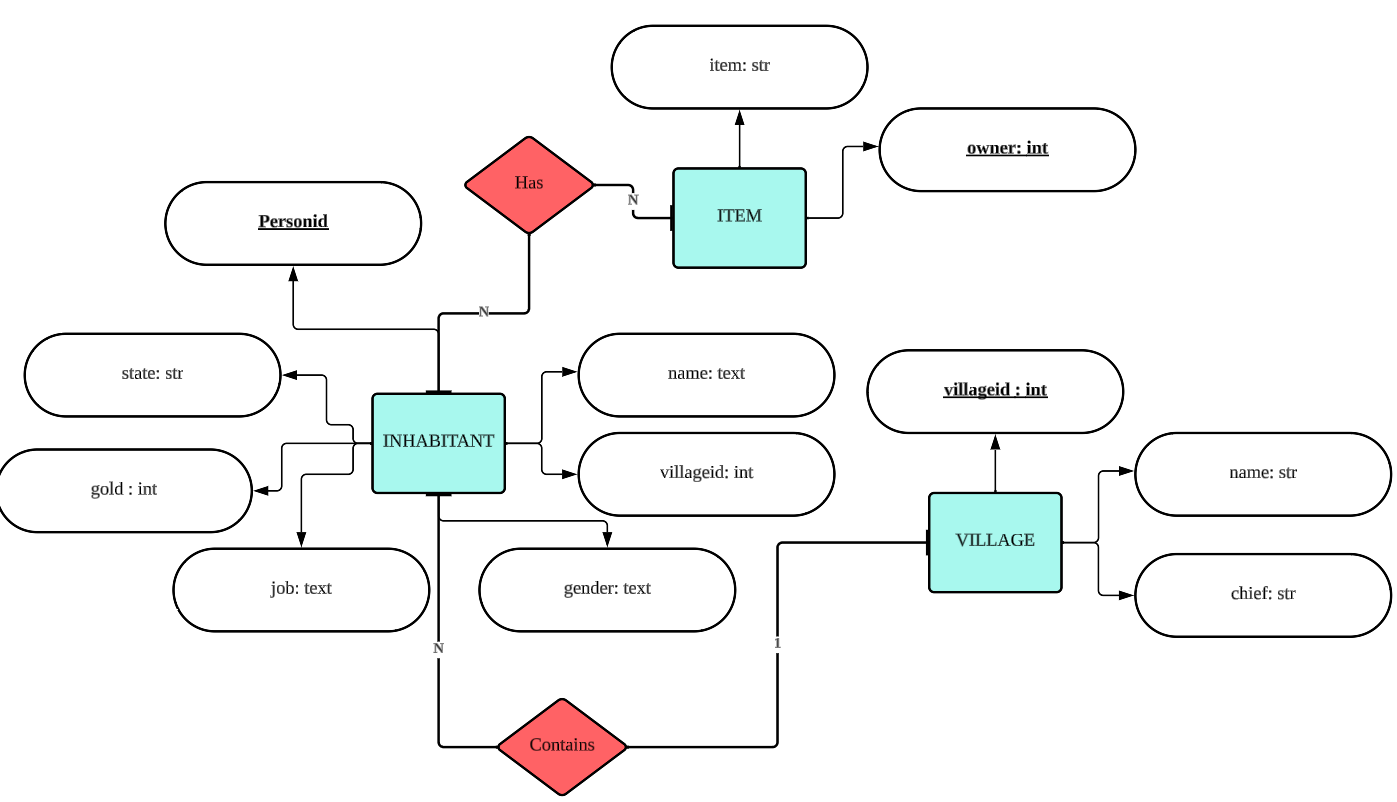 item: str
owner: int
Has
N
ITEM
Personid
N
state: str
name: text
villageid : int
INHABITANT
gold : int
villageid: int
name: str
VILLAGE
job: text
gender: text
chief: str
N
1
Contains